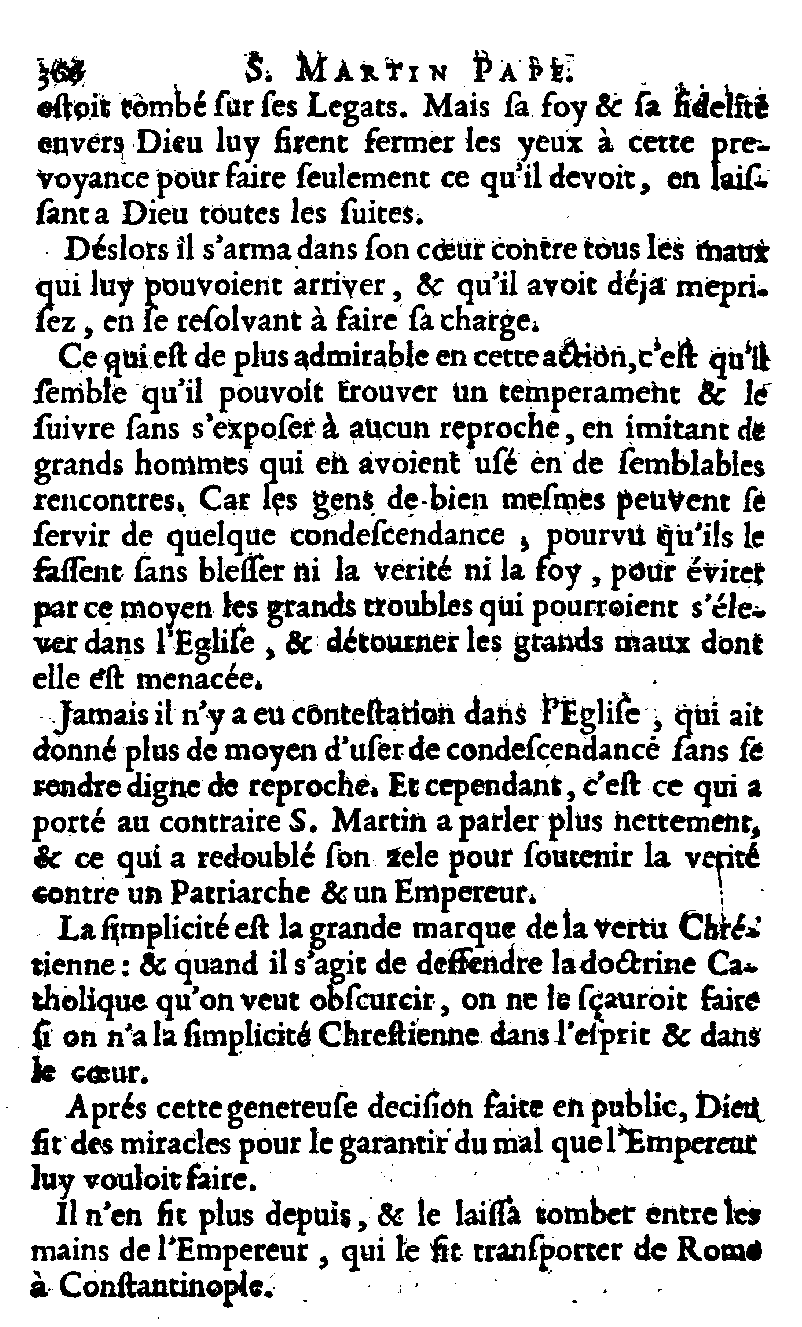 S. MARTIN PAPE.
eſtoit tombé ſur ſes Legats. Mais ſa foy & ſa fidelité
envers Dieu luy firent fermer les yeux à cette pre-
voyance pour faire ſeulement ce qu'il devoit, en laiſ-
ſant a Dieu toutes les ſuites.
Déslors il s'arma dans ſon cœur contre tous les maux
qui luy pouvoient arriver, & qu'il avoit déja mepri-
ſez, en ſe reſolvant à faire ſa charge.
Ce qui eſt de plus admirable en cette action, c'eſt qu'il
ſemble qu'il pouvoit trouver un temperament & le
ſuivre ſans s'expoſer à aucun reproche, en imitant de
grands hommes qui en avoient uſé en de ſemblables
rencontres. Car les gens de-bien meſmes peuvent ſe
ſervir de quelque condeſcendance, pourvu qu'ils le
faſſent ſans bleſſer ni la verité ni la foy, pour éviter
par ce moyen les grands troubles qui pourroient s'éle-
ver dans l'Egliſe, & détourner les grands maux dont
elle eſt menacée.
Jamais il n'y a eu conteſtation dans l'Egliſe, qui ait
donné plus de moyen d'uſer de condeſcendance ſans ſe
rendre digne de reproche. Et cependant, c'eſt ce qui a
porté au contraire S. Martin a parler plus nettement,
& ce qui a redoublé ſon zele pour ſoutenir la verité
contre un Patriarche & un Empereur.
La ſimplicité eſt la grande marque de la vertu Chré-
tienne: & quand il s'agit de deffendre la doctrine Ca-
tholique qu'on veut obſcurcir, on ne le ſçauroit faire
ſi on n'a la ſimplicité Chreſtienne dans l'eſprit & dans
le cœur.
Aprés cette genereuſe deciſion faite en public, Dieu
fit des miracles pour le garantir du mal que l'Empereur
luy vouloit faire.
Il n'en fit plus depuis, & le laiſſa tomber entre les
mains de l'Empereur, qui le fit tranſporter de Rome
à Conſtantinople.